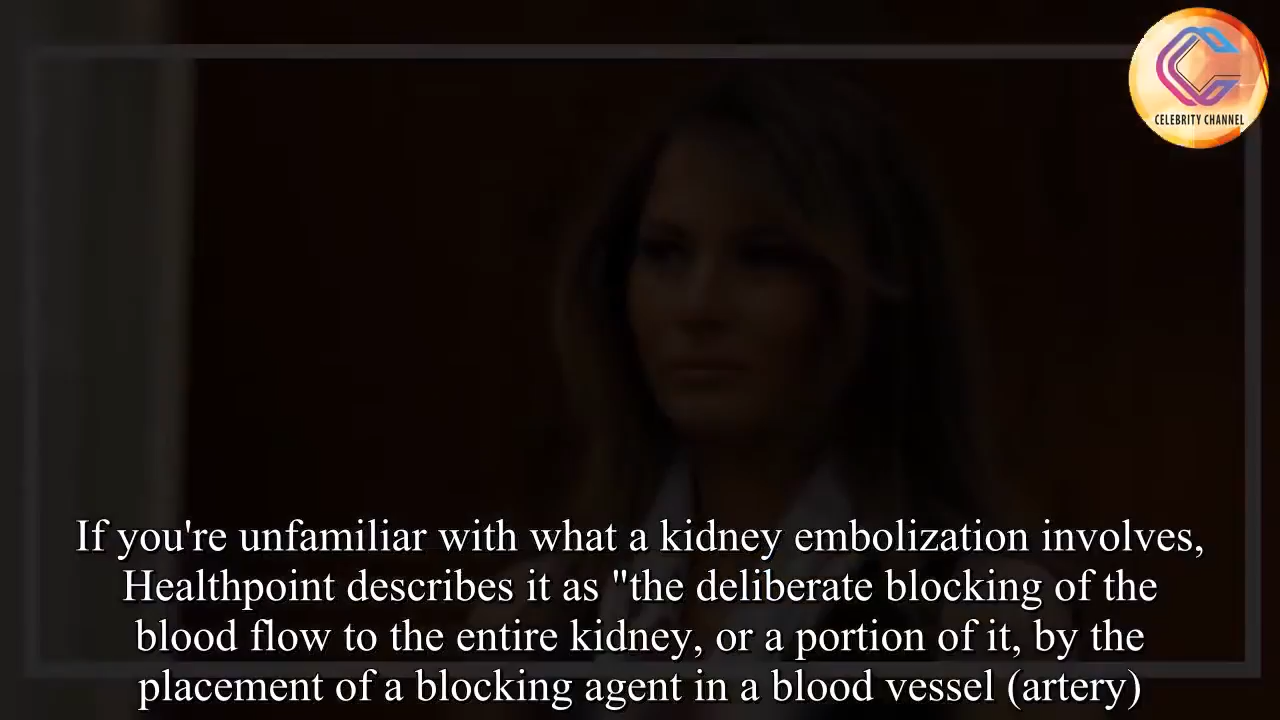 CELEBRITY CHANNEL
If you're unfamiliar with what a kidney embolization involves,
Healthpoint describes it as "the deliberate blocking of the
blood flow to the entire kidney, or a portion of it, by the
placement of a blocking agent in a blood vessel (artery)